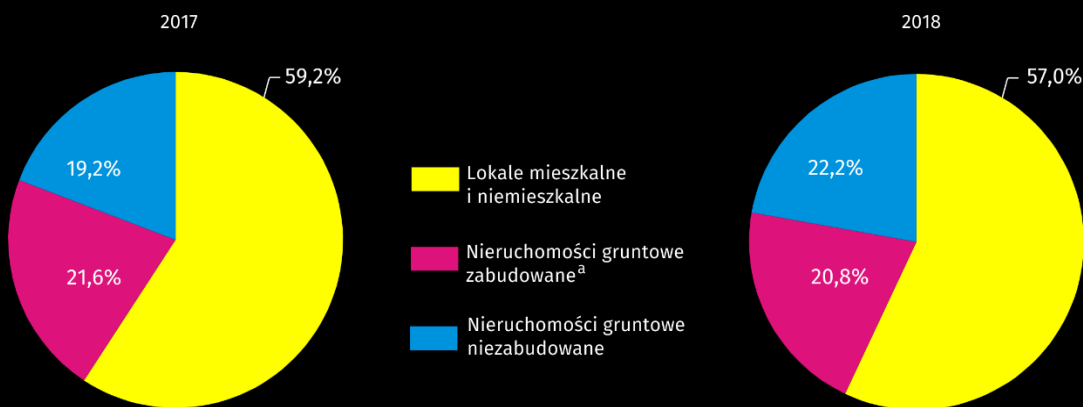 2017
2018
59,2%
19,2%
21,6%
Lokale mieszkalne
i niemieszkalne
Nieruchomości gruntowe
zabudowaneᵃ
Nieruchomości gruntowe
niezabudowane
57,0%
22,2%
20,8%